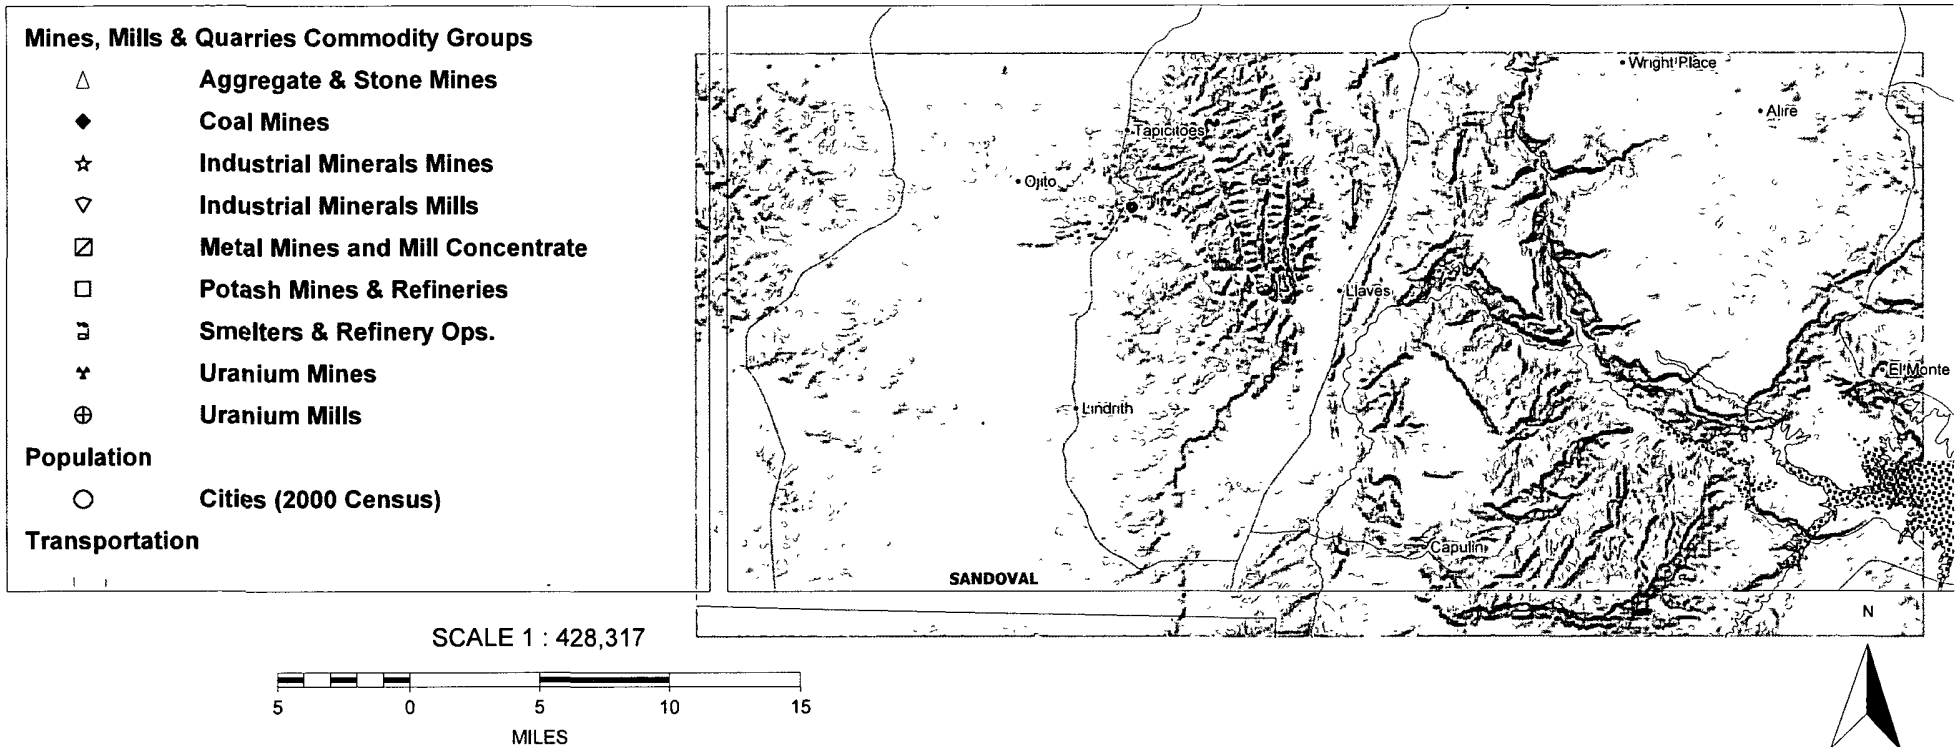 Mines, Mills & Quarries Commodity Groups
Aggregate & Stone Mines
Coal Mines
Industrial Minerals Mines
Industrial Minerals Mills
Metal Mines and Mill Concentrate
Potash Mines & Refineries
Smelters & Refinery Ops.
Uranium Mines
Uranium Mills
Population
Cities (2000 Census)
Transportation
Wright Place
Alire
Tapicitoes
Ojito
Llaves
El Monte
Lindrith
Capulin
SANDOVAL
N
SCALE 1 : 428,317
5 0 5 10 15
MILES